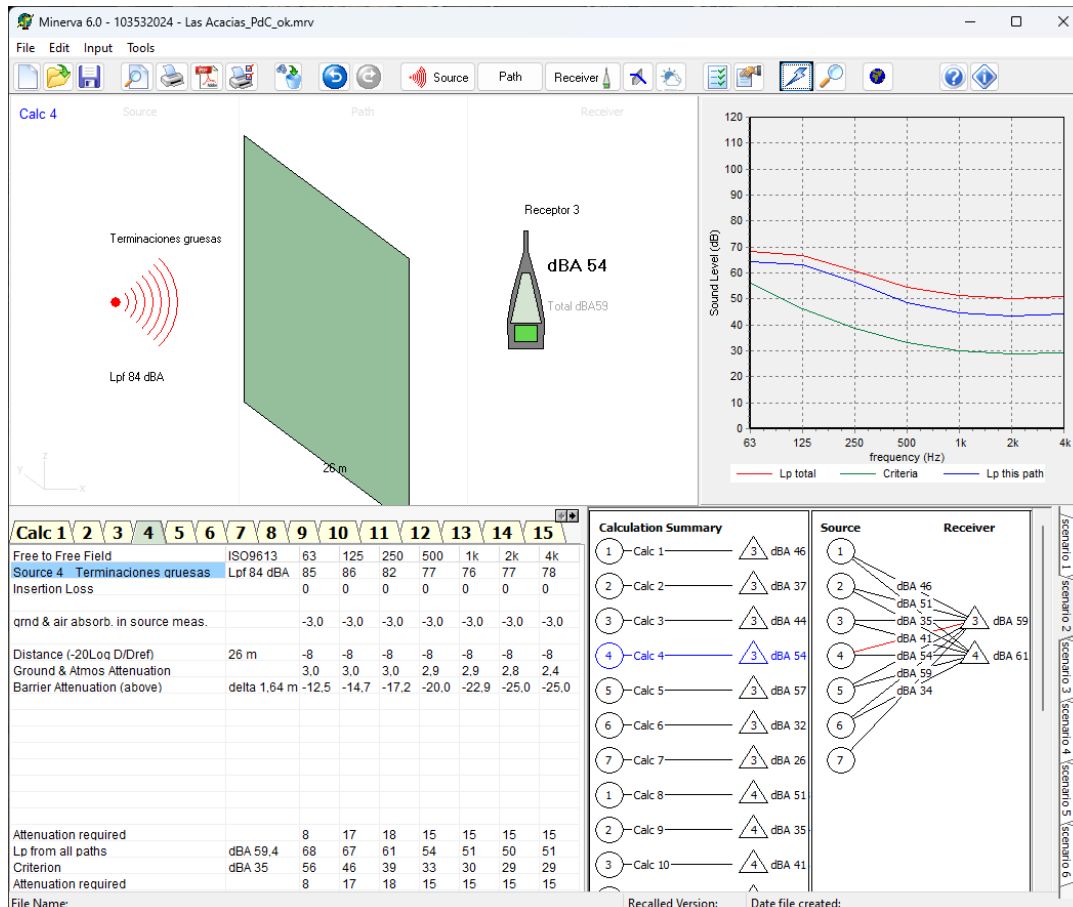 Minerva 6.0 - 103532024 - Las Acacias_PdC_ok.mrv
File Edit Input Tools
Source Path Receiver
Calc 4 Source Path Receiver
Terminaciones gruesas
Lpf 84 dBA
Receptor 3
dBA 54
Total dBA59
26 m
z
y
x
120
110
100
90
80
70
60
50
40
30
20
10
0
Sound Level (dB)
63 125 250 500 1k 2k 4k
frequency (Hz)
Lp total Criteria Lp this path
Calc 1 2 3 4 5 6 7 8 9 10 11 12 13 14 15
Free to Free Field ISO9613 63 125 250 500 1k 2k 4k
Source 4 Terminaciones gruesas Lpf 84 dBA 85 86 82 77 76 77 78
Insertion Loss 0 0 0 0 0 0 0
grnd & air absorb. in source meas. -3,0 -3,0 -3,0 -3,0 -3,0 -3,0 -3,0
Distance (-20Log D/Dref) 26 m -8 -8 -8 -8 -8 -8 -8
Ground & Atmos Attenuation 3,0 3,0 3,0 2,9 2,9 2,8 2,4
Barrier Attenuation (above) delta 1,64 m -12,5 -14,7 -17,2 -20,0 -22,9 -25,0 -25,0
Attenuation required 8 17 18 15 15 15 15
Lp from all paths dBA 59,4 68 67 61 54 51 50 51
Criterion dBA 35 56 46 39 33 30 29 29
Attenuation required 8 17 18 15 15 15 15
Calculation Summary
1 Calc 1 3 dBA 46
2 Calc 2 3 dBA 37
3 Calc 3 3 dBA 44
4 Calc 4 3 dBA 54
5 Calc 5 3 dBA 57
6 Calc 6 3 dBA 32
7 Calc 7 3 dBA 26
1 Calc 8 4 dBA 51
2 Calc 9 4 dBA 35
3 Calc 10 4 dBA 41
Source Receiver
1
2
3
4
5
6
7
dBA 46
dBA 51
dBA 35
dBA 41
dBA 54
dBA 59
dBA 34
3 dBA 59
4 dBA 61
scenario 1
scenario 2
scenario 3
scenario 4
scenario 5
scenario 6
File Name: Recalled Version: Date file created: